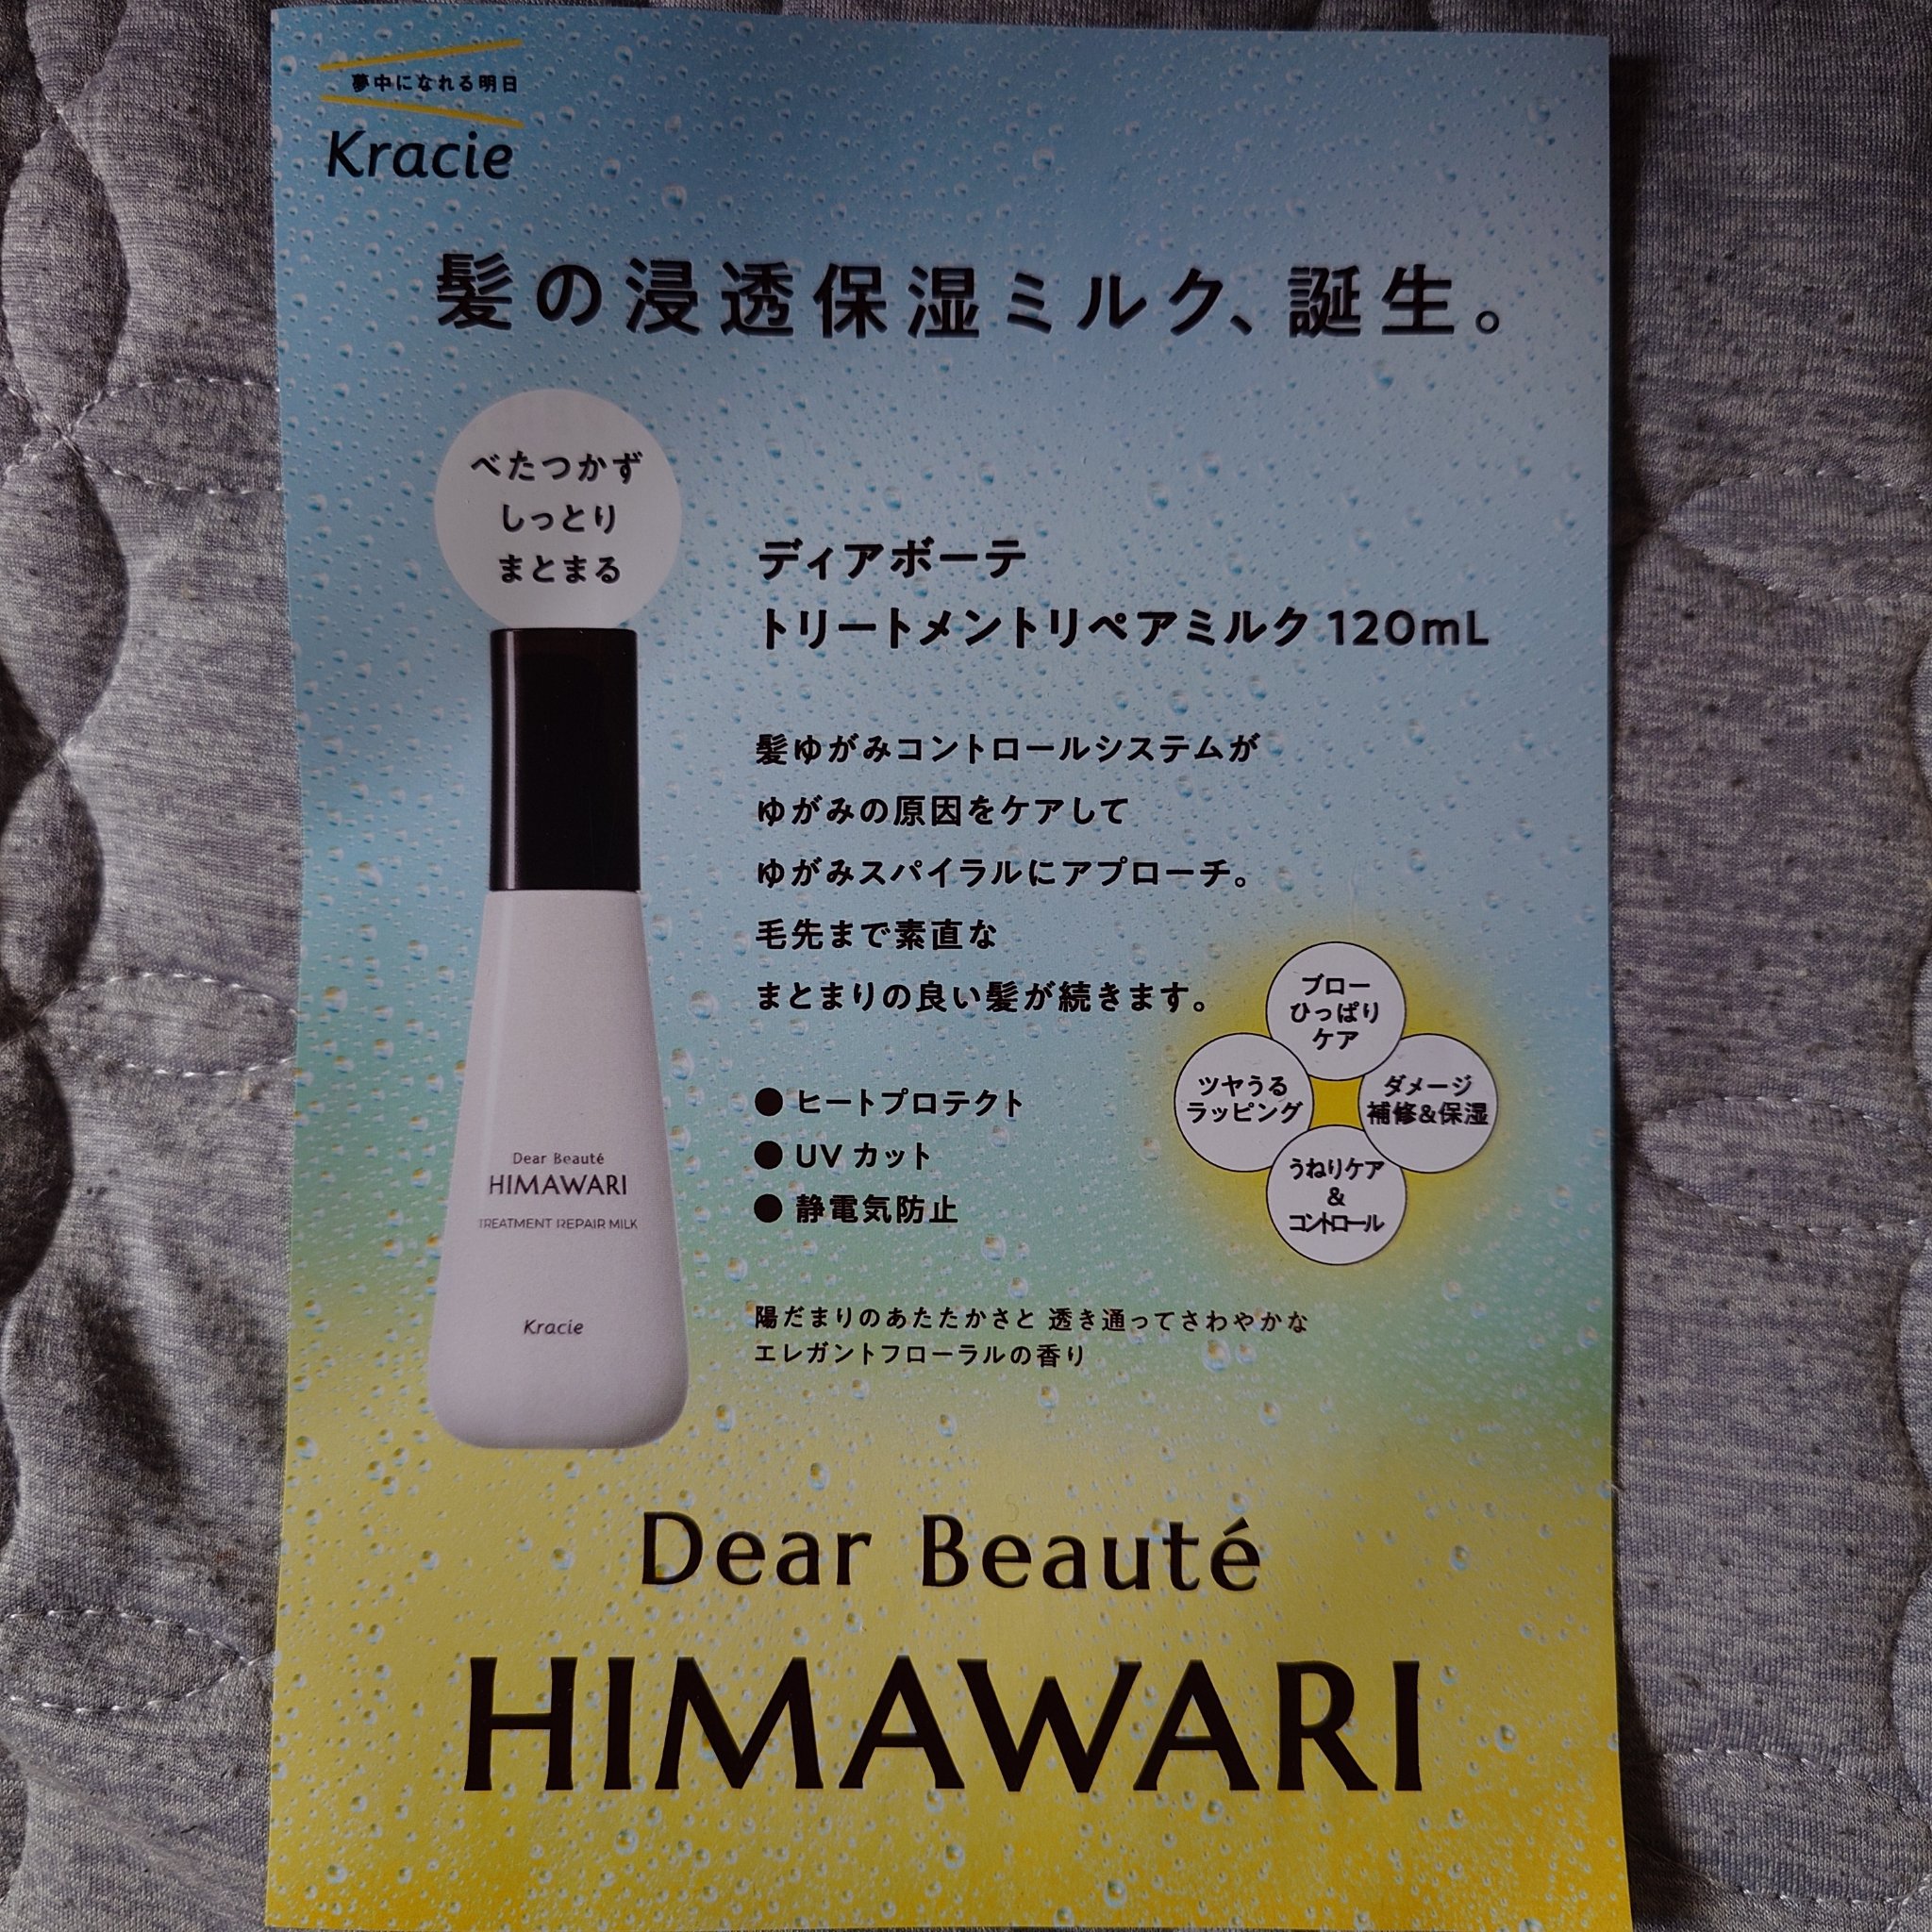 夢中になれる明日
Kracie
髪の浸透保湿ミルク、誕生。
べたつかず
しっとり
まとまる
ディアボーテ
トリートメントリペアミルク 120mL
髪ゆがみコントロールシステムが
ゆがみの原因をケアして
ゆがみスパイラルにアプローチ。
毛先まで素直な
まとまりの良い髪が続きます。
ブロー
ひっぱり
ケア
ツヤうる
ラッピング
ダメージ
補修&保湿
うねりケア
&
コントロール
● ヒートプロテクト
● UV カット
● 静電気防止
陽だまりのあたたかさと 透き通ってさわやかな
エレガントフローラルの香り
Dear Beauté
HIMAWARI
TREATMENT REPAIR MILK
Kracie
Dear Beauté
HIMAWARI